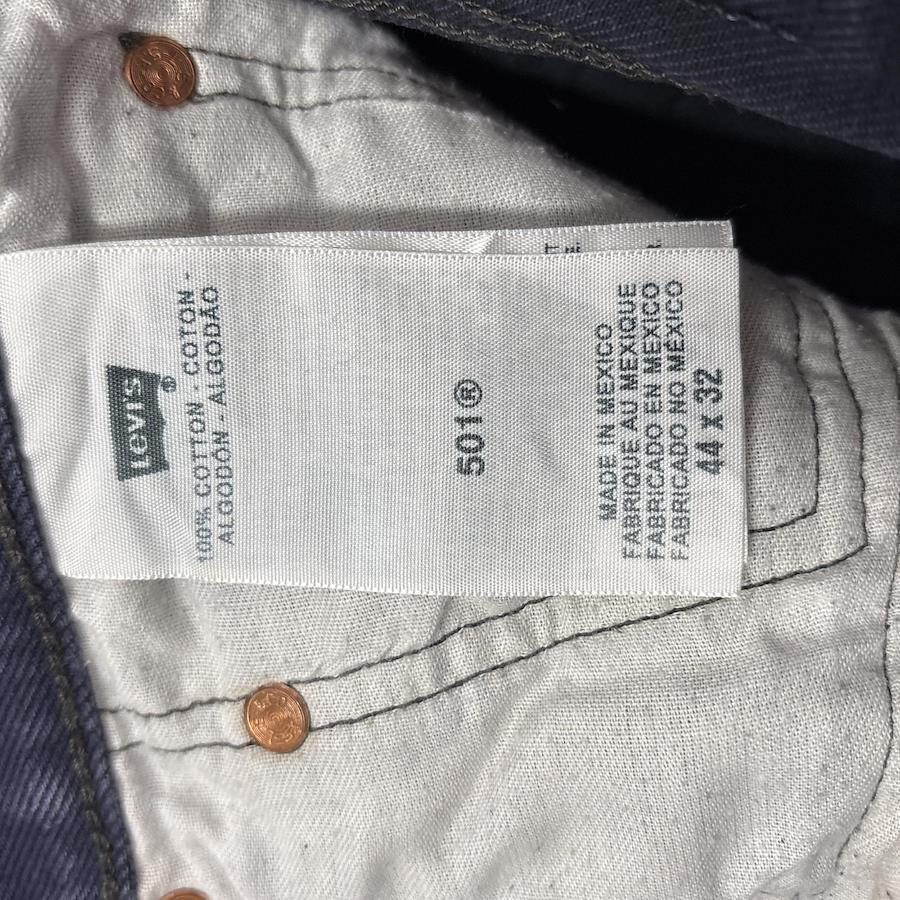 Levi's®
100% COTTON - COTON -
ALGODÓN - ALGODÃO
501®
MADE IN MEXICO
FABRIQUE AU MEXIQUE
FABRICADO EN MEXICO
FABRICADO NO MÉXICO
44 x 32